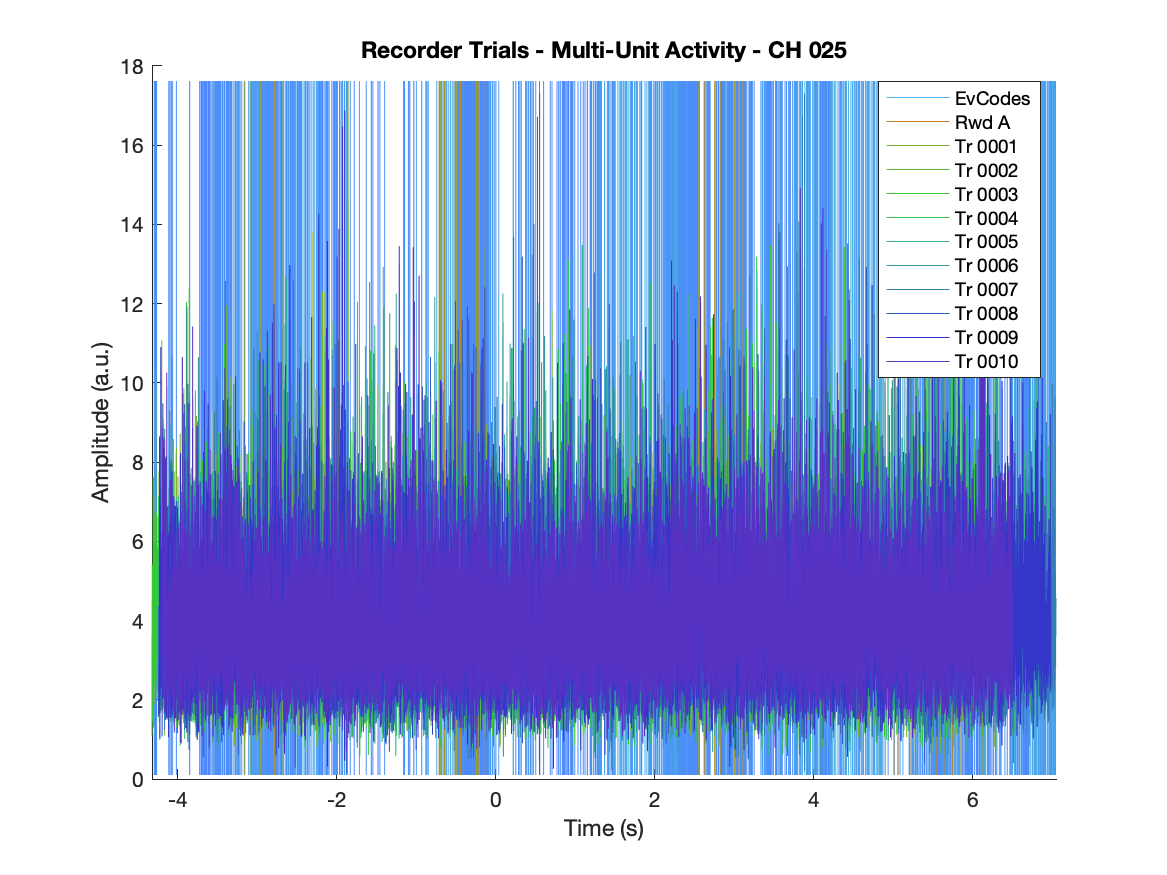 Recorder Trials - Multi-Unit Activity - CH 025
18
16
14
12
10
8
6
4
2
0
Amplitude (a.u.)
-4
-2
0
2
4
6
Time (s)
EvCodes
Rwd A
Tr 0001
Tr 0002
Tr 0003
Tr 0004
Tr 0005
Tr 0006
Tr 0007
Tr 0008
Tr 0009
Tr 0010